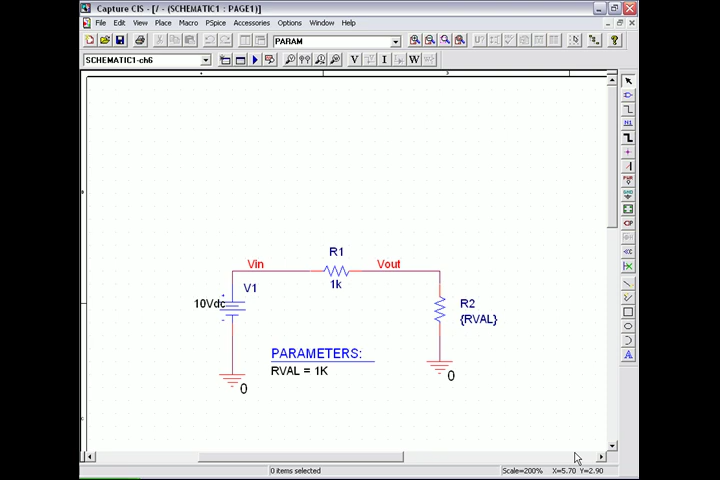 Capture CIS - [/ - (SCHEMATIC1 : PAGE1)]
File Edit View Place Macro PSpice Accessories Options Window Help
PARAM
SCHEMATIC1-ch6
V I W
R1
Vin Vout
1k
V1
10Vdc
R2
{RVAL}
PARAMETERS:
RVAL = 1K
0
0
0 items selected Scale=200% X=5.70 Y=2.90